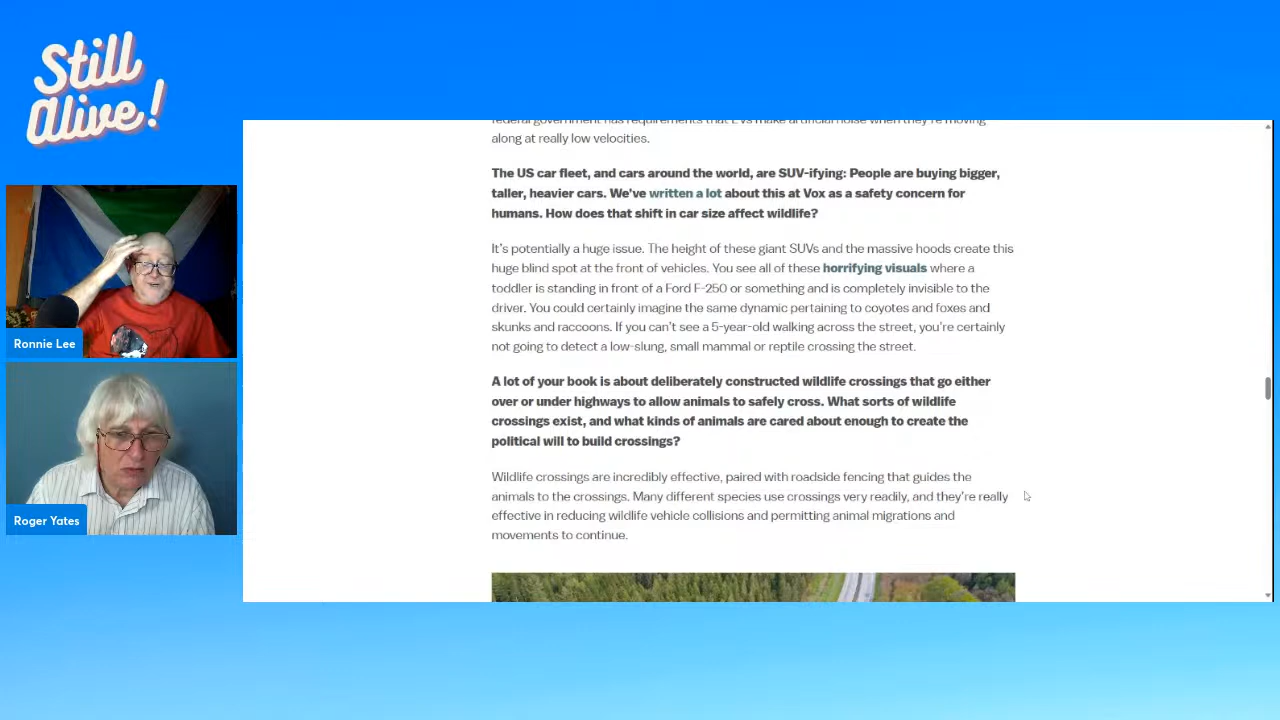 Still
Alive!
federal government has requirements that EVs make artificial noise when they're moving
along at really low velocities.
The US car fleet, and cars around the world, are SUV-ifying: People are buying bigger,
taller, heavier cars. We've written a lot about this at Vox as a safety concern for
humans. How does that shift in car size affect wildlife?
It's potentially a huge issue. The height of these giant SUVs and the massive hoods create this
huge blind spot at the front of vehicles. You see all of these horrifying visuals where a
toddler is standing in front of a Ford F-250 or something and is completely invisible to the
driver. You could certainly imagine the same dynamic pertaining to coyotes and foxes and
skunks and raccoons. If you can't see a 5-year-old walking across the street, you're certainly
not going to detect a low-slung, small mammal or reptile crossing the street.
A lot of your book is about deliberately constructed wildlife crossings that go either
over or under highways to allow animals to safely cross. What sorts of wildlife
crossings exist, and what kinds of animals are cared about enough to create the
political will to build crossings?
Wildlife crossings are incredibly effective, paired with roadside fencing that guides the
animals to the crossings. Many different species use crossings very readily, and they're really
effective in reducing wildlife vehicle collisions and permitting animal migrations and
movements to continue.
Ronnie Lee
Roger Yates